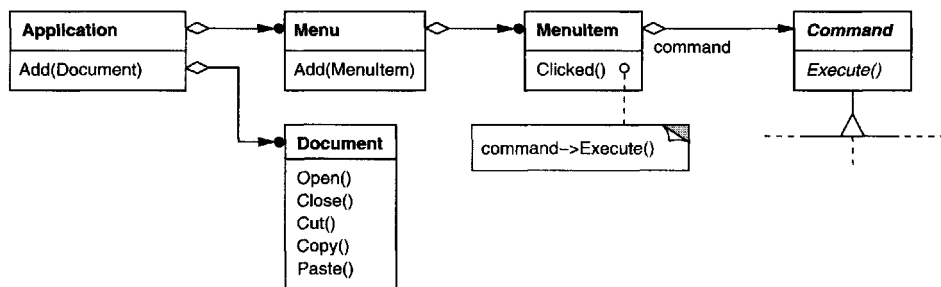 Application
Add(Document)
Menu
Add(MenuItem)
MenuItem
Clicked()
command
Command
Execute()
command->Execute()
Document
Open()
Close()
Cut()
Copy()
Paste()